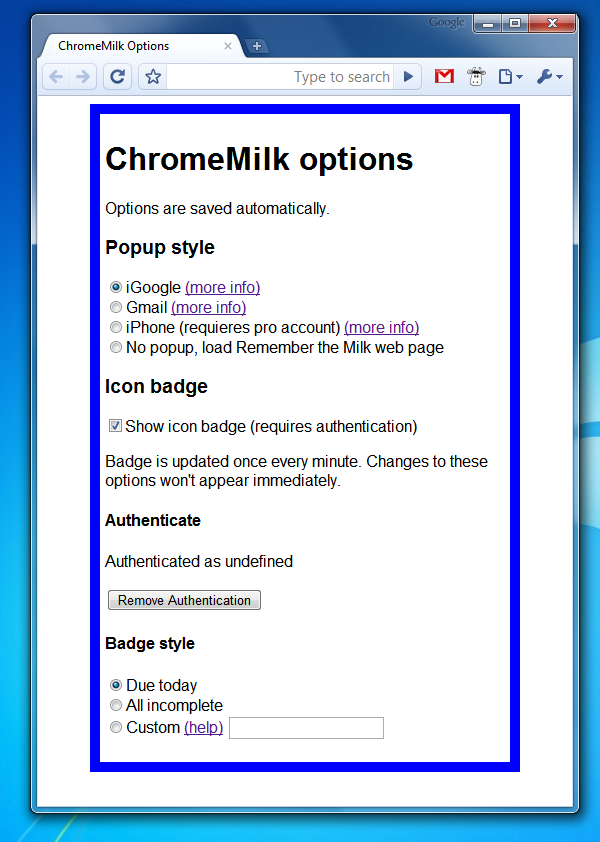 Google
ChromeMilk Options
Type to search
ChromeMilk options
Options are saved automatically.
Popup style
iGoogle (more info)
Gmail (more info)
iPhone (requieres pro account) (more info)
No popup, load Remember the Milk web page
Icon badge
Show icon badge (requires authentication)
Badge is updated once every minute. Changes to these
options won't appear immediately.
Authenticate
Authenticated as undefined
Remove Authentication
Badge style
Due today
All incomplete
Custom (help)